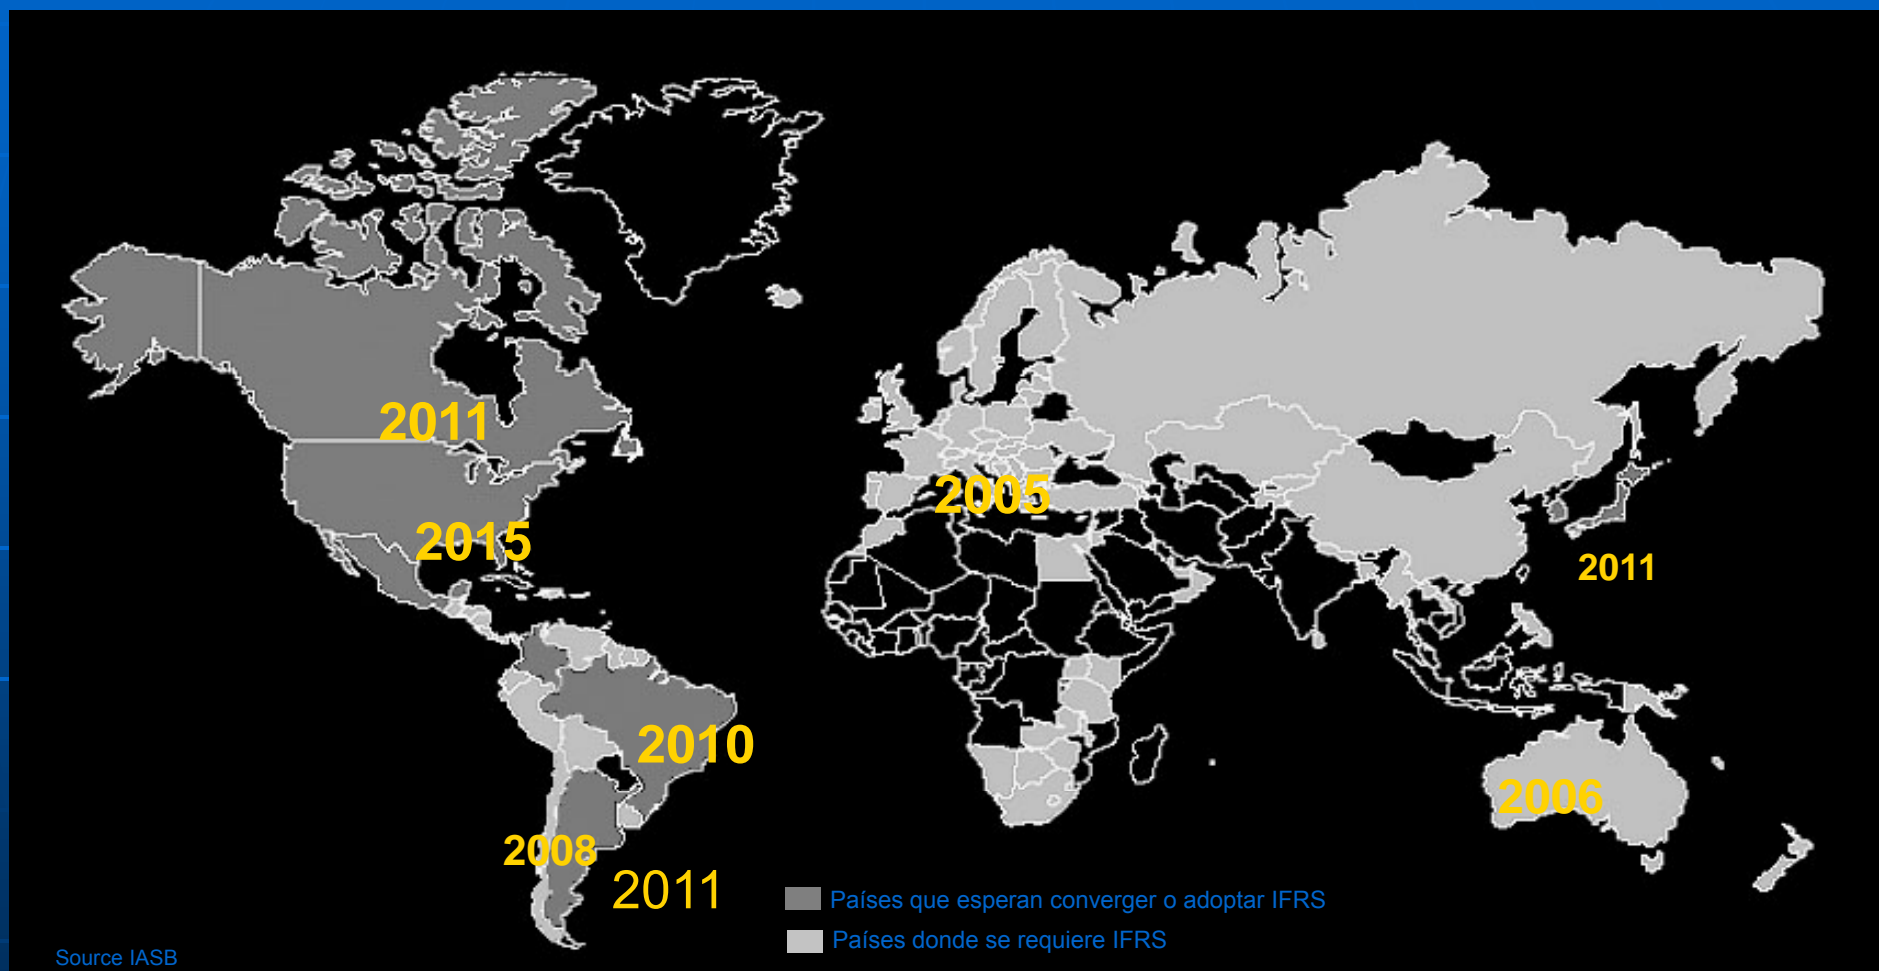 2011
2005
2015
2011
2010
2006
2008
2011
Países que esperan converger o adoptar IFRS
Países donde se requiere IFRS
Source IASB